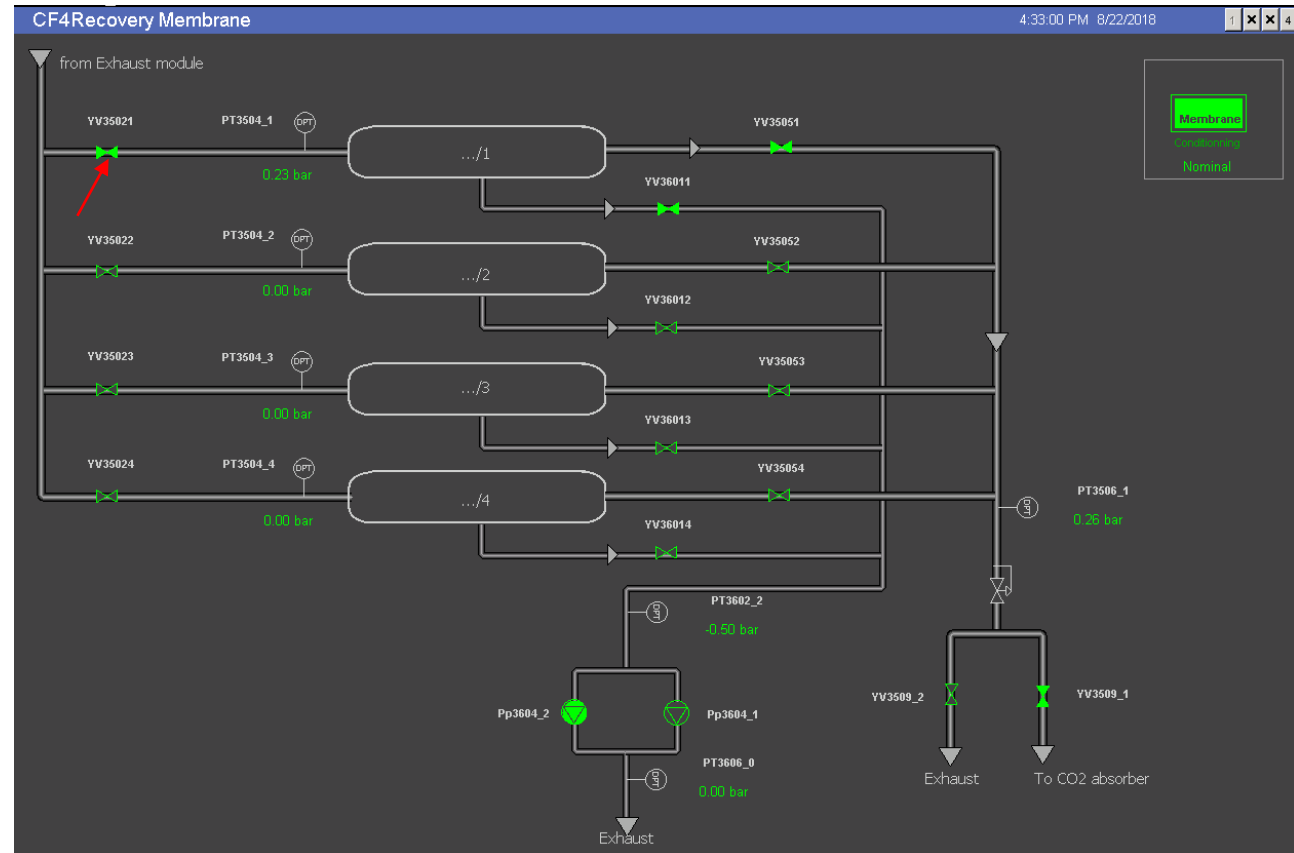 CF4Recovery Membrane
4:33:00 PM 8/22/2018
1
4
from Exhaust module
YV35021
PT3504_1
DPT
0.23 bar
.../1
YV35051
YV36011
Membrane
Conditionning
Nominal
YV35022
PT3504_2
DPT
0.00 bar
.../2
YV35052
YV36012
YV35023
PT3504_3
DPT
0.00 bar
.../3
YV35053
YV36013
YV35024
PT3504_4
DPT
0.00 bar
.../4
YV35054
YV36014
PT3506_1
DPT
0.26 bar
PT3602_2
DPT
-0.50 bar
Pp3604_2
Pp3604_1
YV3509_2
YV3509_1
PT3606_0
DPT
0.00 bar
Exhaust
To CO2 absorber
Exhaust